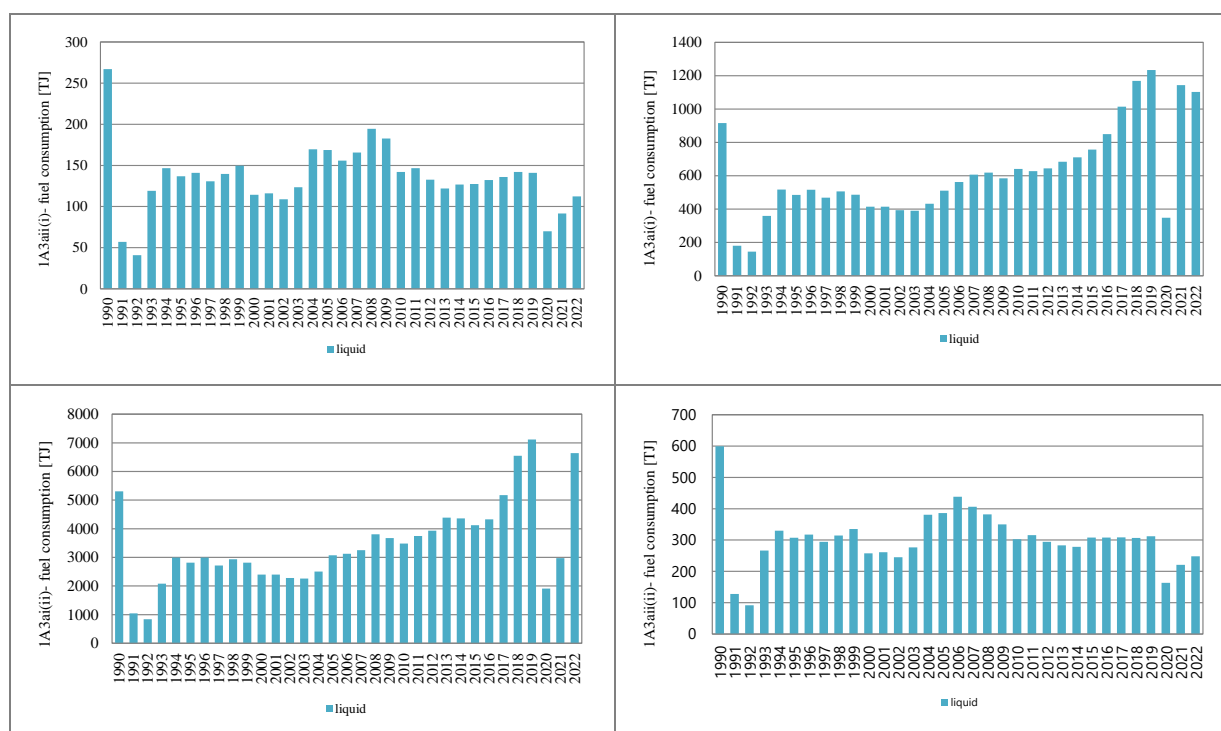 1A3aii(i)- fuel consumption [TJ]
300
250
200
150
100
50
0
1990 1991 1992 1993 1994 1995 1996 1997 1998 1999 2000 2001 2002 2003 2004 2005 2006 2007 2008 2009 2010 2011 2012 2013 2014 2015 2016 2017 2018 2019 2020 2021 2022
liquid
1A3ai(i)- fuel consumption [TJ]
1400
1200
1000
800
600
400
200
0
1990 1991 1992 1993 1994 1995 1996 1997 1998 1999 2000 2001 2002 2003 2004 2005 2006 2007 2008 2009 2010 2011 2012 2013 2014 2015 2016 2017 2018 2019 2020 2021 2022
liquid
1A3ai(ii)- fuel consumption [TJ]
8000
7000
6000
5000
4000
3000
2000
1000
0
1990 1991 1992 1993 1994 1995 1996 1997 1998 1999 2000 2001 2002 2003 2004 2005 2006 2007 2008 2009 2010 2011 2012 2013 2014 2015 2016 2017 2018 2019 2020 2021 2022
liquid
1A3aii(ii)- fuel consumption [TJ]
700
600
500
400
300
200
100
0
1990 1991 1992 1993 1994 1995 1996 1997 1998 1999 2000 2001 2002 2003 2004 2005 2006 2007 2008 2009 2010 2011 2012 2013 2014 2015 2016 2017 2018 2019 2020 2021 2022
liquid